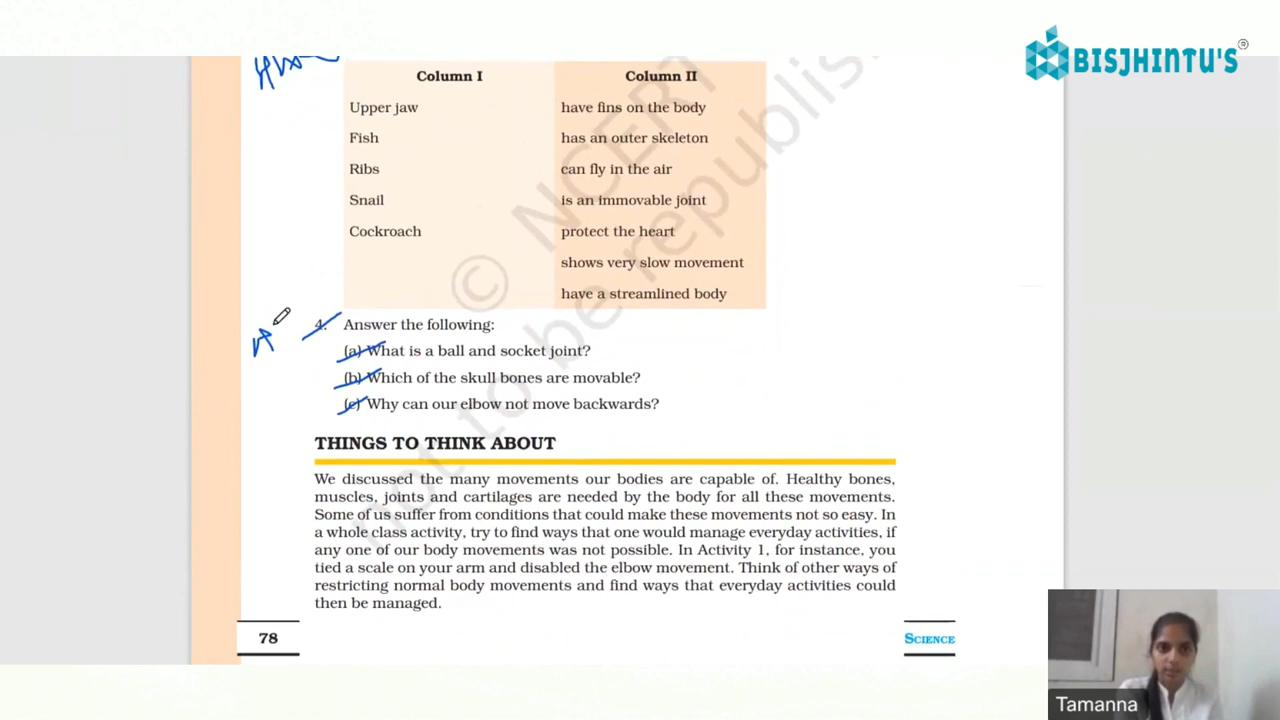 BISJHINTU'S ®
Column I Column II
Upper jaw have fins on the body
Fish has an outer skeleton
Ribs can fly in the air
Snail is an immovable joint
Cockroach protect the heart
shows very slow movement
have a streamlined body
4. Answer the following:
(a) What is a ball and socket joint?
(b) Which of the skull bones are movable?
(c) Why can our elbow not move backwards?
THINGS TO THINK ABOUT
We discussed the many movements our bodies are capable of. Healthy bones,
muscles, joints and cartilages are needed by the body for all these movements.
Some of us suffer from conditions that could make these movements not so easy. In
a whole class activity, try to find ways that one would manage everyday activities, if
any one of our body movements was not possible. In Activity 1, for instance, you
tied a scale on your arm and disabled the elbow movement. Think of other ways of
restricting normal body movements and find ways that everyday activities could
then be managed.
78 SCIENCE
© NCERT
not to be republis
Tamanna